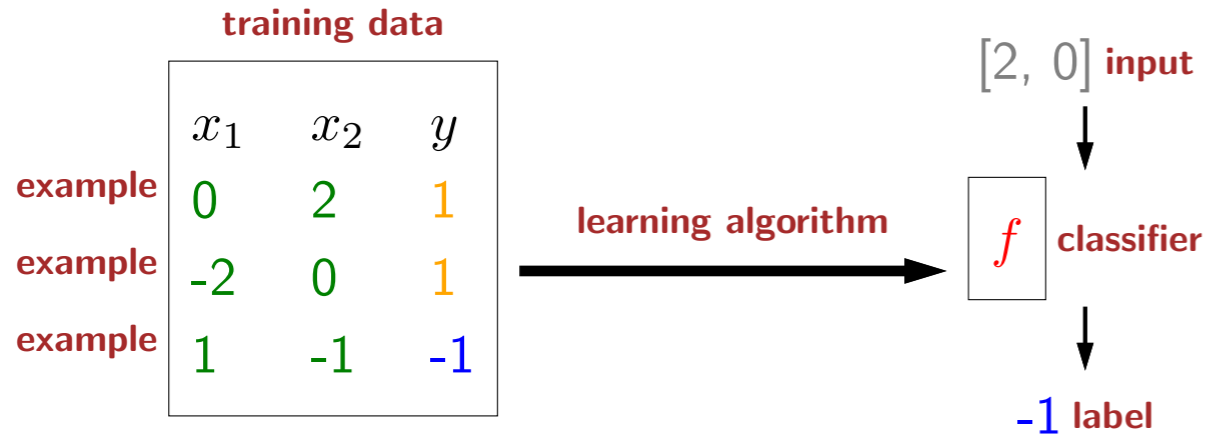 training data
x₁ x₂ y
example 0 2 1
example -2 0 1
example 1 -1 -1
learning algorithm
[2, 0] input
f classifier
-1 label